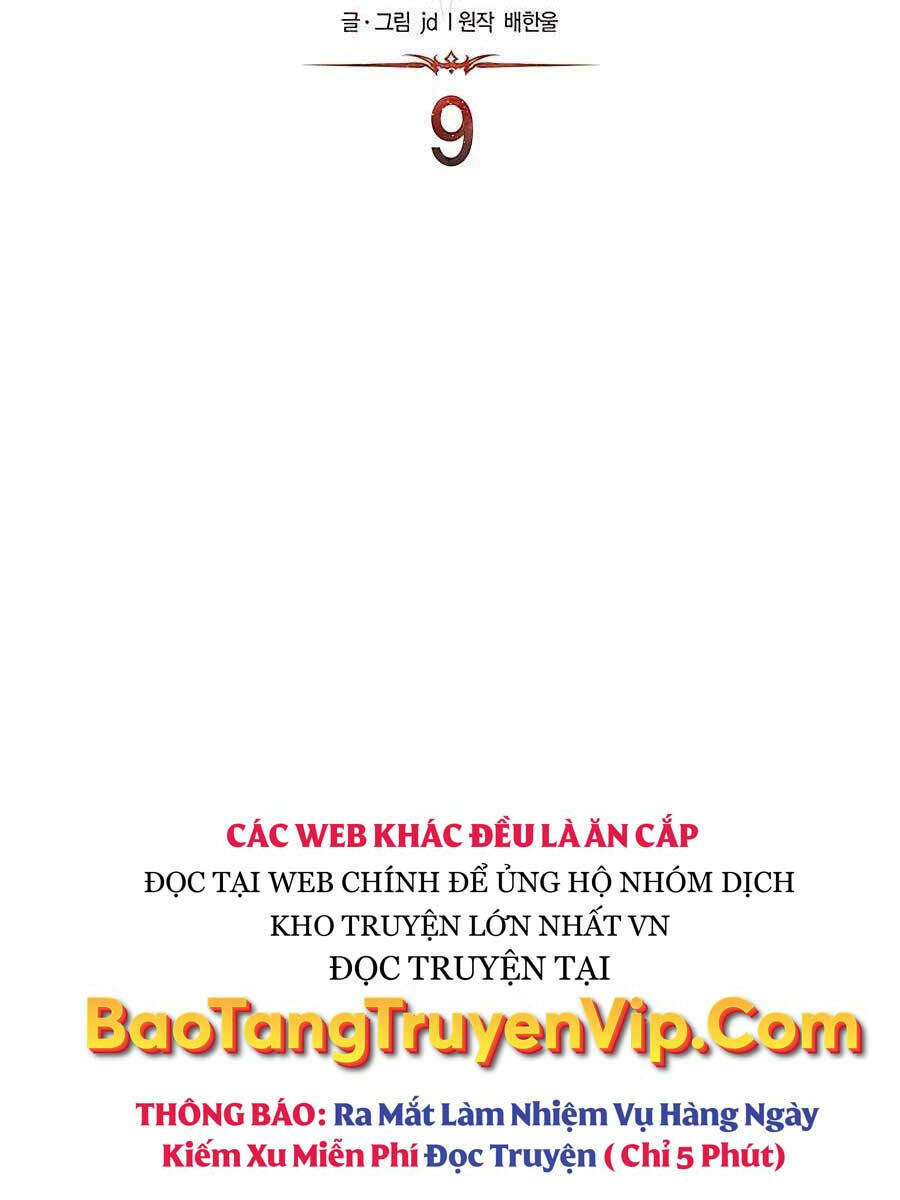 글·그림 jd l 원작 배한울
9
CÁC WEB KHÁC ĐỀU LÀ ĂN CẮP
ĐỌC TẠI WEB CHÍNH ĐỂ ỦNG HỘ NHÓM DỊCH
KHO TRUYỆN LỚN NHẤT VN
ĐỌC TRUYỆN TẠI
BaoTangTruyenVip.Com
THÔNG BÁO: Ra Mắt Làm Nhiệm Vụ Hàng Ngày
Kiếm Xu Miễn Phí Đọc Truyện ( Chỉ 5 Phút)